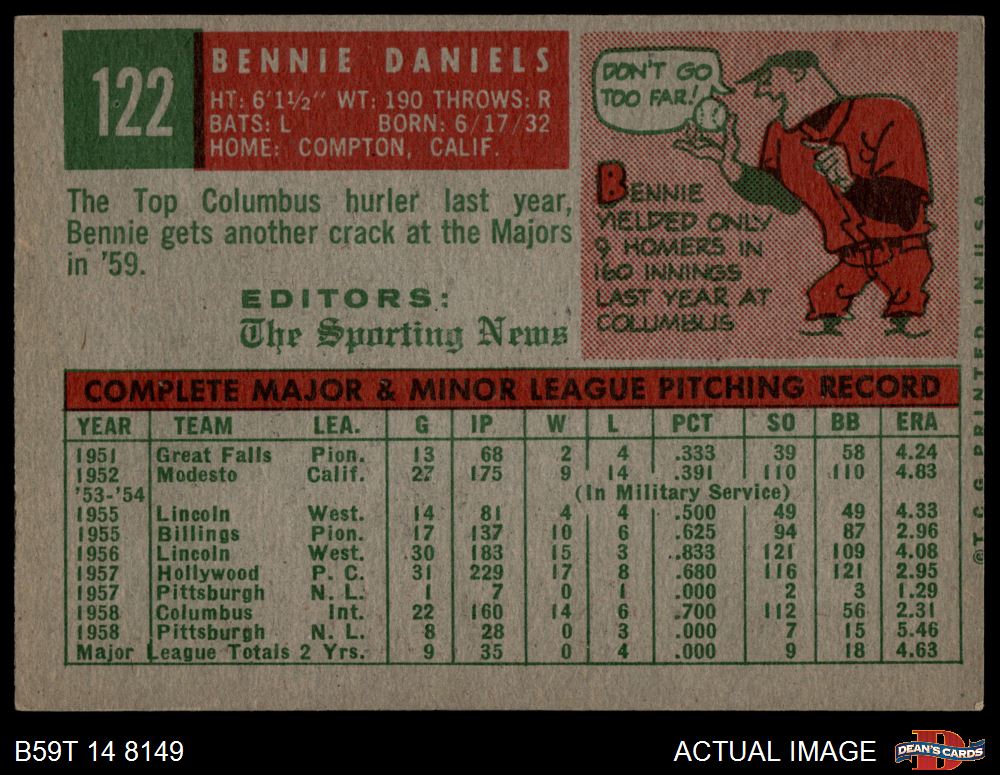 122
BENNIE DANIELS
HT: 6'1½" WT: 190 THROWS: R
BATS: L BORN: 6/17/32
HOME: COMPTON, CALIF.
The Top Columbus hurler last year,
Bennie gets another crack at the Majors
in '59.
EDITORS:
The Sporting News
DON'T GO
TOO FAR!
BENNIE
YIELDED ONLY
9 HOMERS IN
160 INNINGS
LAST YEAR AT
COLUMBUS
COMPLETE MAJOR & MINOR LEAGUE PITCHING RECORD
YEAR TEAM LEA. G IP W L PCT SO BB ERA
1951 Great Falls Pion. 13 68 2 4 .333 39 58 4.24
1952 Modesto Calif. 27 175 9 14 .391 110 110 4.83
'53-'54 (In Military Service)
1955 Lincoln West. 14 81 4 4 .500 49 49 4.33
1955 Billings Pion. 17 137 10 6 .625 94 87 2.96
1956 Lincoln West. 30 183 15 3 .833 121 109 4.08
1957 Hollywood P. C. 31 229 17 8 .680 116 121 2.95
1957 Pittsburgh N. L. 1 7 0 1 .000 2 3 1.29
1958 Columbus Int. 22 160 14 6 .700 112 56 2.31
1958 Pittsburgh N. L. 8 28 0 3 .000 7 15 5.46
Major League Totals 2 Yrs. 9 35 0 4 .000 9 18 4.63
©T. C. G. PRINTED IN U.S.A.
B59T 14 8149
ACTUAL IMAGE
D
DEAN'S CARDS